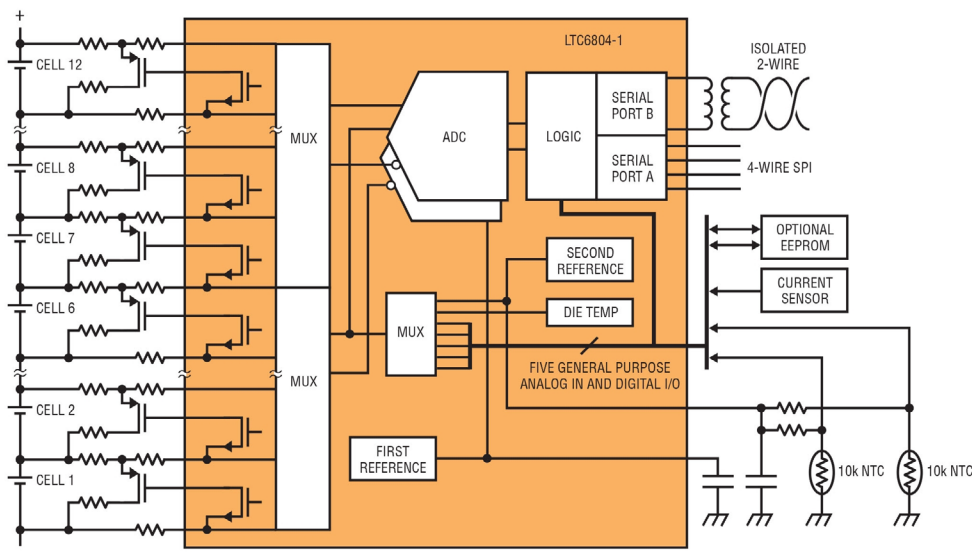 +
LTC6804-1
ISOLATED
2-WIRE
CELL 12
MUX
ADC
LOGIC
SERIAL
PORT B
SERIAL
PORT A
4-WIRE SPI
CELL 8
CELL 7
CELL 6
SECOND
REFERENCE
OPTIONAL
EEPROM
CURRENT
SENSOR
DIE TEMP
MUX
FIVE GENERAL PURPOSE
ANALOG IN AND DIGITAL I/O
MUX
CELL 2
CELL 1
FIRST
REFERENCE
10k NTC
10k NTC